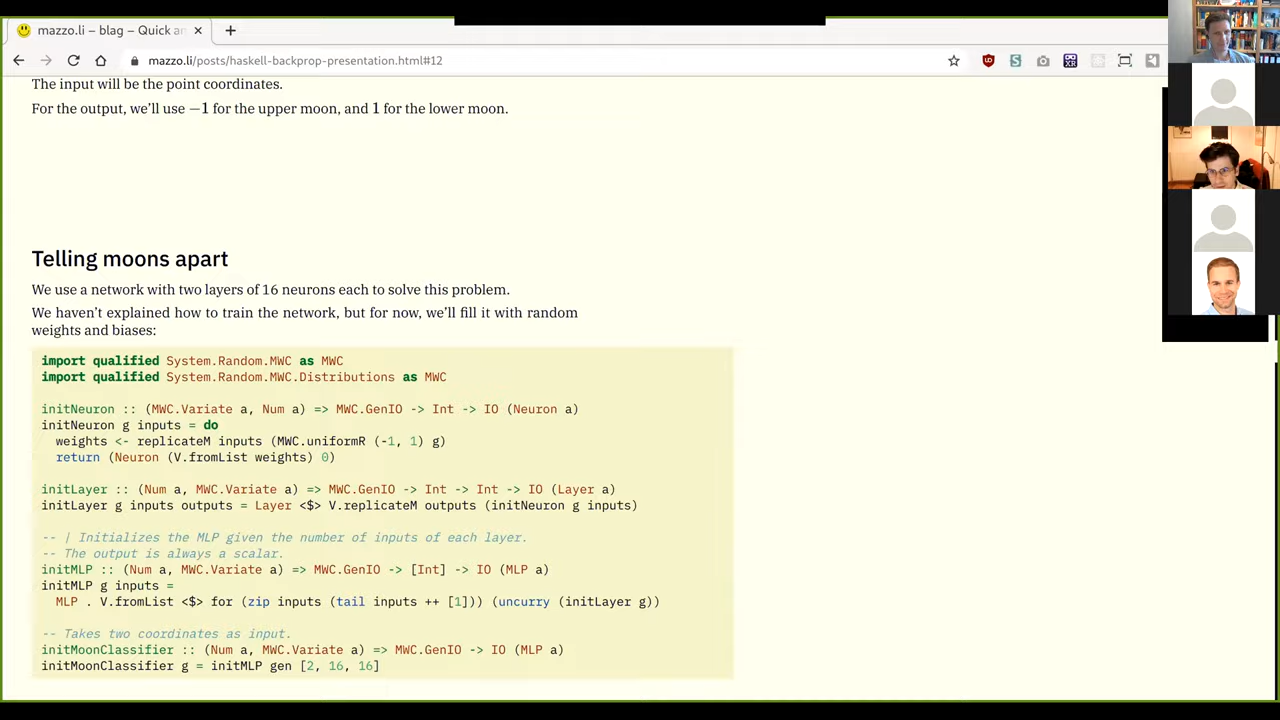 mazzo.li – blag – Quick an
mazzo.li/posts/haskell-backprop-presentation.html#12
The input will be the point coordinates.
For the output, we’ll use −1 for the upper moon, and 1 for the lower moon.
Telling moons apart
We use a network with two layers of 16 neurons each to solve this problem.
We haven’t explained how to train the network, but for now, we’ll fill it with random
weights and biases:
import qualified System.Random.MWC as MWC
import qualified System.Random.MWC.Distributions as MWC
initNeuron :: (MWC.Variate a, Num a) => MWC.GenIO -> Int -> IO (Neuron a)
initNeuron g inputs = do
  weights <- replicateM inputs (MWC.uniformR (-1, 1) g)
  return (Neuron (V.fromList weights) 0)
initLayer :: (Num a, MWC.Variate a) => MWC.GenIO -> Int -> Int -> IO (Layer a)
initLayer g inputs outputs = Layer <$> V.replicateM outputs (initNeuron g inputs)
-- | Initializes the MLP given the number of inputs of each layer.
-- The output is always a scalar.
initMLP :: (Num a, MWC.Variate a) => MWC.GenIO -> [Int] -> IO (MLP a)
initMLP g inputs =
  MLP . V.fromList <$> for (zip inputs (tail inputs ++ [1])) (uncurry (initLayer g))
-- Takes two coordinates as input.
initMoonClassifier :: (Num a, MWC.Variate a) => MWC.GenIO -> IO (MLP a)
initMoonClassifier g = initMLP gen [2, 16, 16]